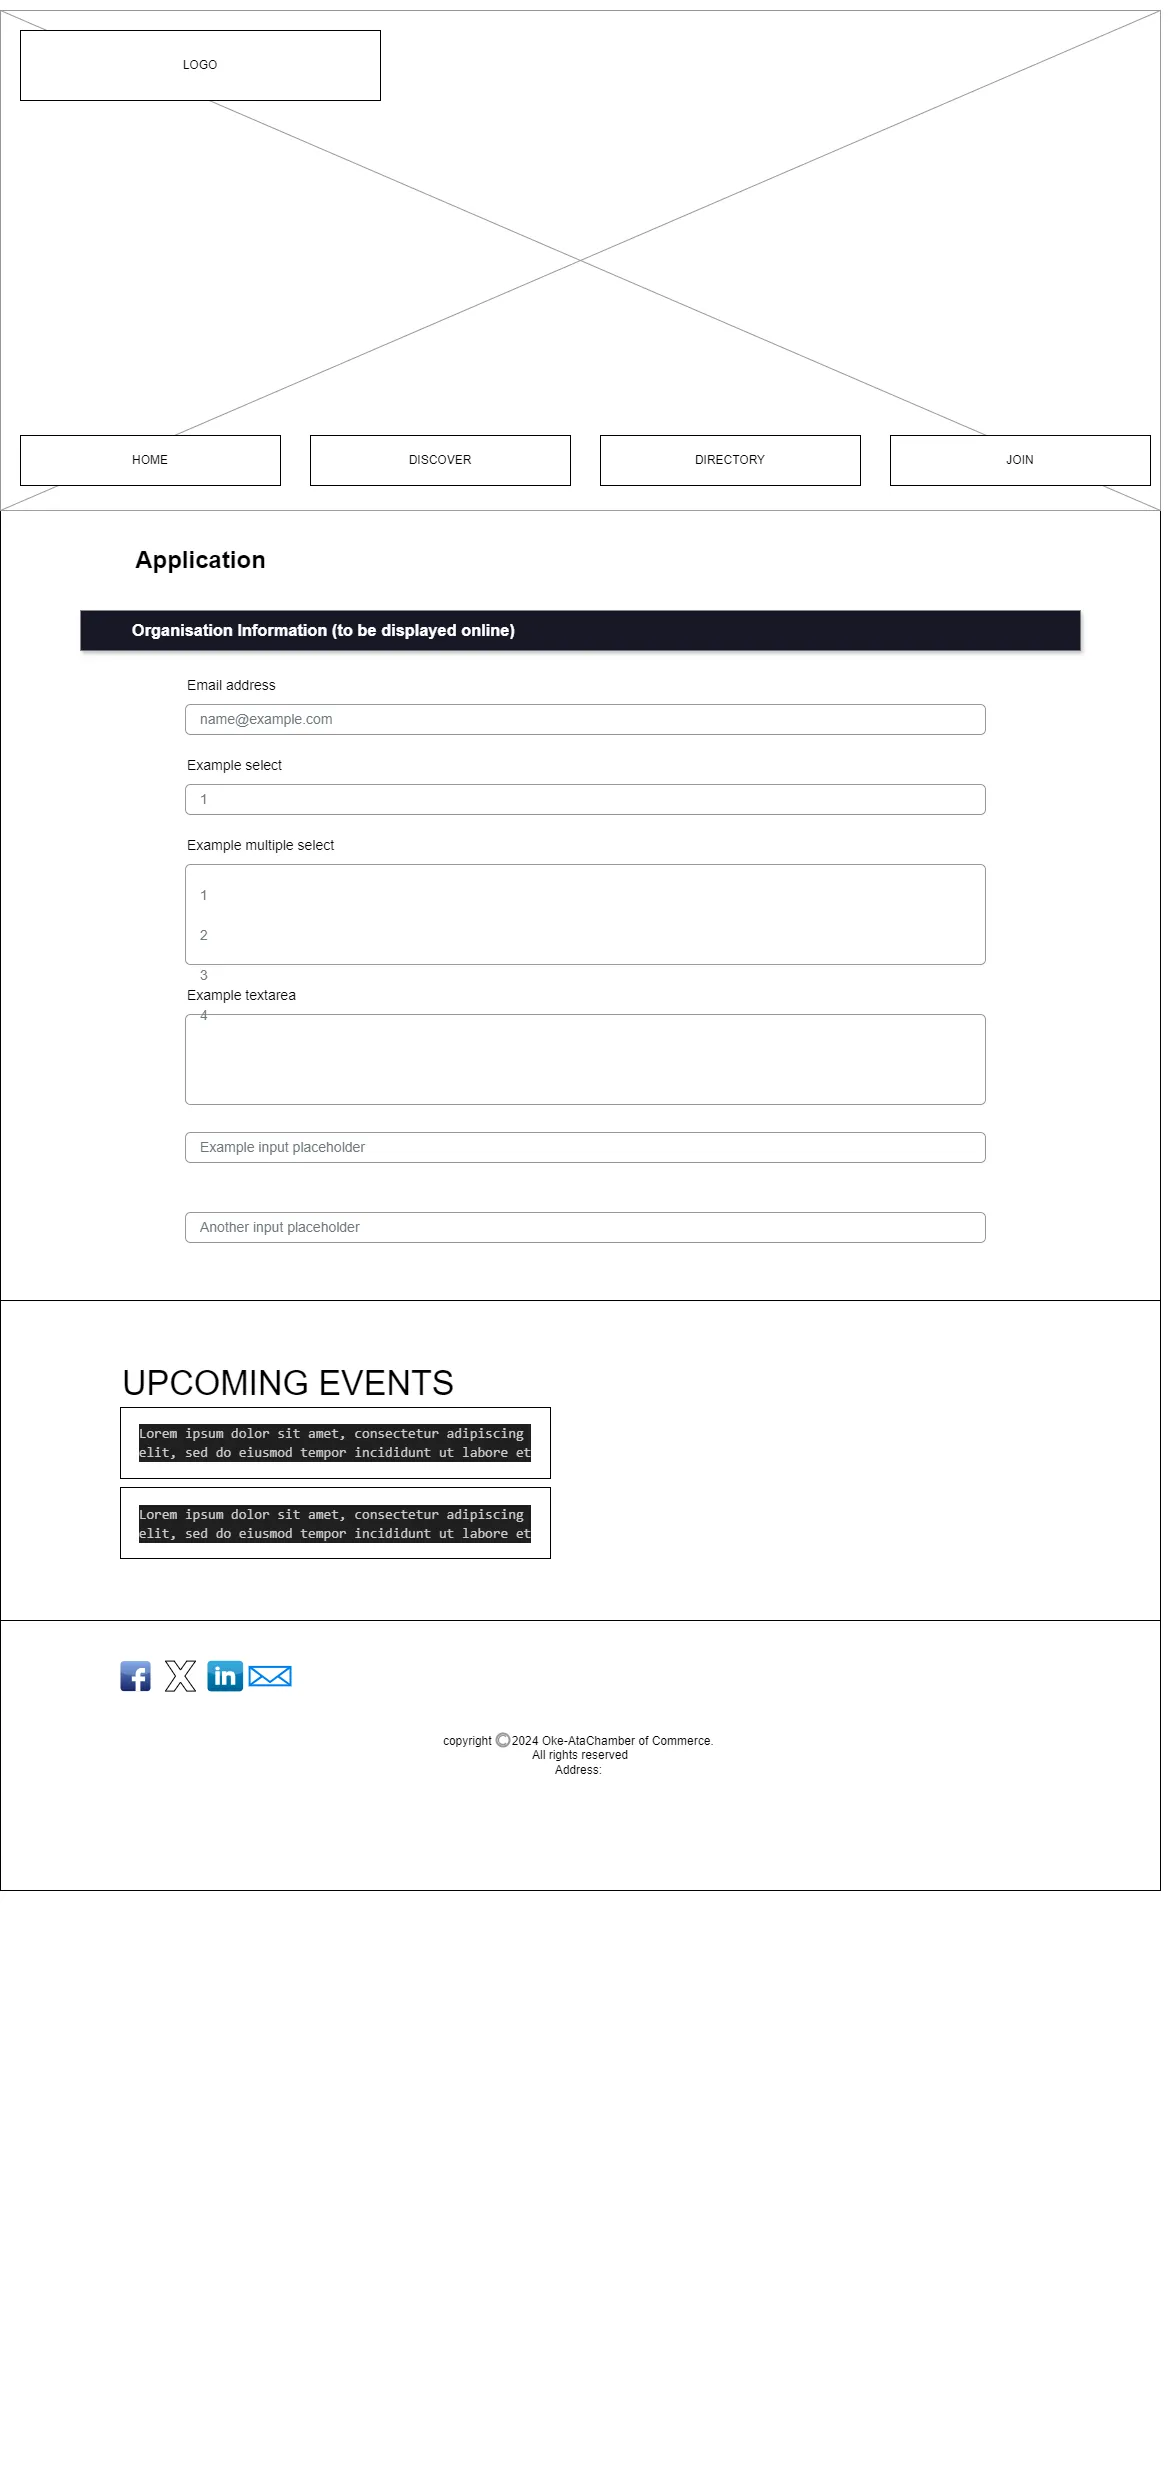 LOGO
HOME
DISCOVER
DIRECTORY
JOIN
Application
Organisation Information (to be displayed online)
Email address
name@example.com
Example select
1
Example multiple select
1
2
3
Example textarea
4
Example input placeholder
Another input placeholder
UPCOMING EVENTS
Lorem ipsum dolor sit amet, consectetur adipiscing
elit, sed do eiusmod tempor incididunt ut labore et
Lorem ipsum dolor sit amet, consectetur adipiscing
elit, sed do eiusmod tempor incididunt ut labore et
f X in
copyright ©2024 Oke-AtaChamber of Commerce.
All rights reserved
Address: